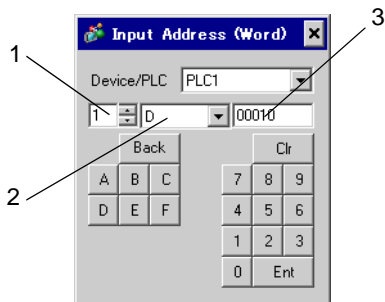 1
3
Input Address (Word)
Device/PLC PLC1
1 D 00010
2
Back Clr
A B C 7 8 9
D E F 4 5 6
1 2 3
0 Ent